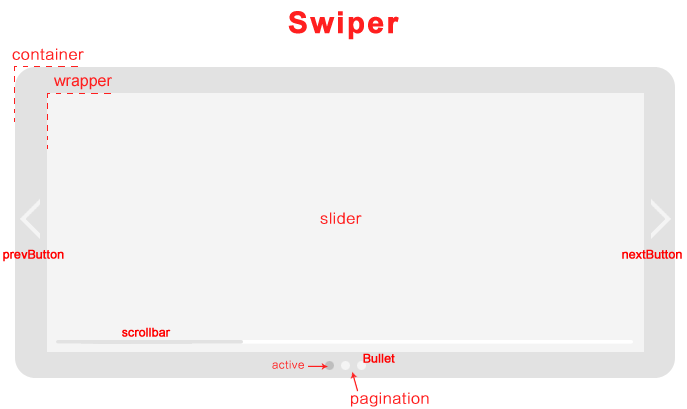 Swiper
container
wrapper
slider
prevButton
nextButton
scrollbar
active
Bullet
pagination